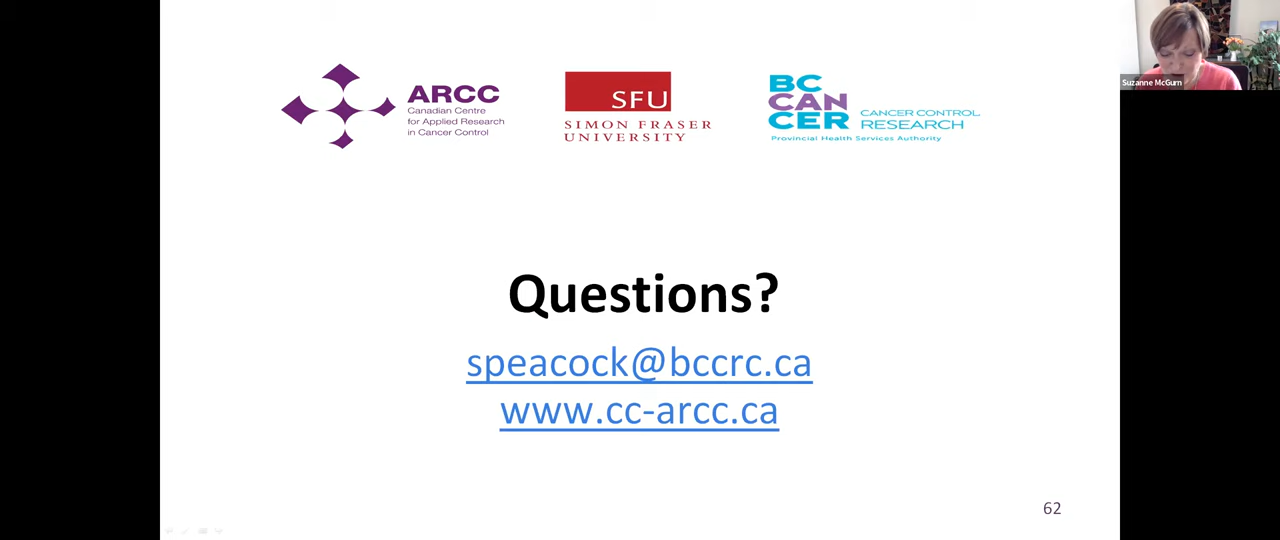 ARCC
Canadian Centre
for Applied Research
in Cancer Control
SFU
SIMON FRASER
UNIVERSITY
BC
CAN
CER
CANCER CONTROL
RESEARCH
Provincial Health Services Authority
Suzanne McGurn
Questions?
speacock@bccrc.ca
www.cc-arcc.ca
62